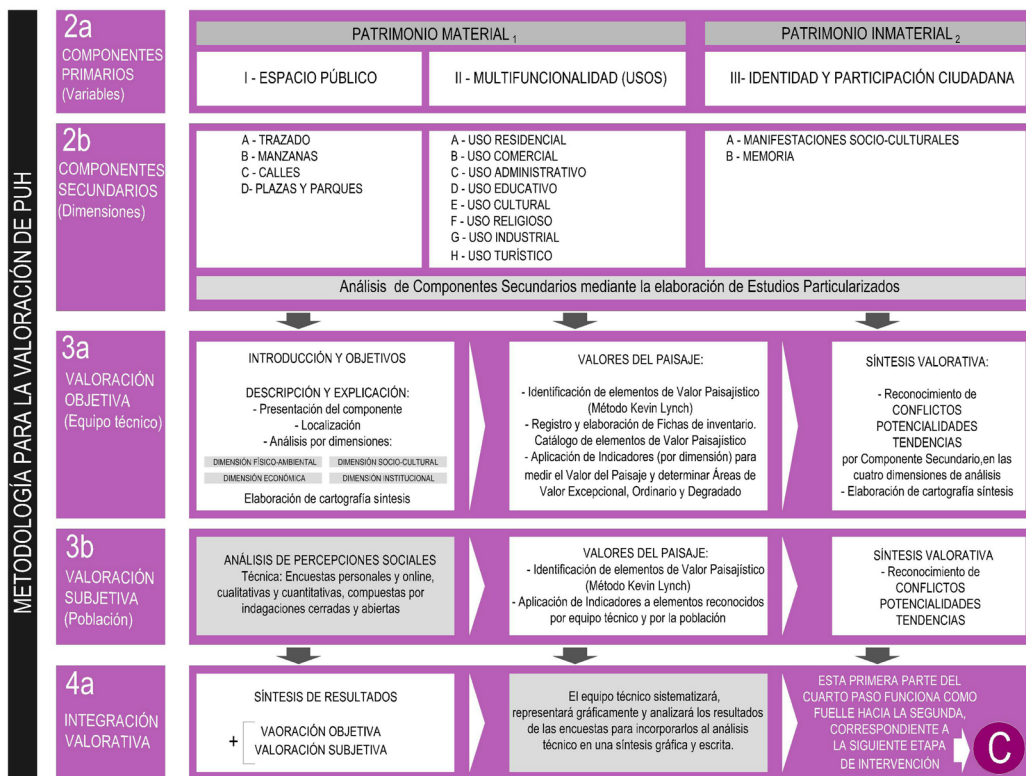 METODOLOGÍA PARA LA VALORACIÓN DE PUH
2a
COMPONENTES
PRIMARIOS
(Variables)
PATRIMONIO MATERIAL 1
PATRIMONIO INMATERIAL 2
I - ESPACIO PÚBLICO
II - MULTIFUNCIONALIDAD (USOS)
III- IDENTIDAD Y PARTICIPACIÓN CIUDADANA
2b
COMPONENTES
SECUNDARIOS
(Dimensiones)
A - TRAZADO
B - MANZANAS
C - CALLES
D- PLAZAS Y PARQUES
A - USO RESIDENCIAL
B - USO COMERCIAL
C - USO ADMINISTRATIVO
D - USO EDUCATIVO
E - USO CULTURAL
F - USO RELIGIOSO
G - USO INDUSTRIAL
H - USO TURÍSTICO
A - MANIFESTACIONES SOCIO-CULTURALES
B - MEMORIA
Análisis de Componentes Secundarios mediante la elaboración de Estudios Particularizados
3a
VALORACIÓN
OBJETIVA
(Equipo técnico)
INTRODUCCIÓN Y OBJETIVOS
DESCRIPCIÓN Y EXPLICACIÓN:
- Presentación del componente
- Localización
- Análisis por dimensiones:
DIMENSIÓN FÍSICO-AMBIENTAL
DIMENSIÓN SOCIO-CULTURAL
DIMENSIÓN ECONÓMICA
DIMENSIÓN INSTITUCIONAL
Elaboración de cartografía síntesis
VALORES DEL PAISAJE:
- Identificación de elementos de Valor Paisajístico
(Método Kevin Lynch)
- Registro y elaboración de Fichas de inventario.
Catálogo de elementos de Valor Paisajístico
- Aplicación de Indicadores (por dimensión) para
medir el Valor del Paisaje y determinar Áreas de
Valor Excepcional, Ordinario y Degradado
SÍNTESIS VALORATIVA:
- Reconocimiento de
CONFLICTOS
POTENCIALIDADES
TENDENCIAS
por Componente Secundario,en las
cuatro dimensiones de análisis
- Elaboración de cartografía síntesis
3b
VALORACIÓN
SUBJETIVA
(Población)
ANÁLISIS DE PERCEPCIONES SOCIALES
Técnica: Encuestas personales y online,
cualitativas y cuantitativas, compuestas por
indagaciones cerradas y abiertas
VALORES DEL PAISAJE:
- Identificación de elementos de Valor Paisajístico
(Método Kevin Lynch)
- Aplicación de Indicadores a elementos reconocidos
por equipo técnico y por la población
SÍNTESIS VALORATIVA
- Reconocimiento de
CONFLICTOS
POTENCIALIDADES
TENDENCIAS
4a
INTEGRACIÓN
VALORATIVA
SÍNTESIS DE RESULTADOS
+
VAORACIÓN OBJETIVA
VALORACIÓN SUBJETIVA
El equipo técnico sistematizará,
representará gráficamente y analizará los resultados
de las encuestas para incorporarlos al análisis
técnico en una síntesis gráfica y escrita.
ESTA PRIMERA PARTE DEL
CUARTO PASO FUNCIONA COMO
FUELLE HACIA LA SEGUNDA,
CORRESPONDIENTE A
LA SIGUIENTE ETAPA
DE INTERVENCIÓN
C